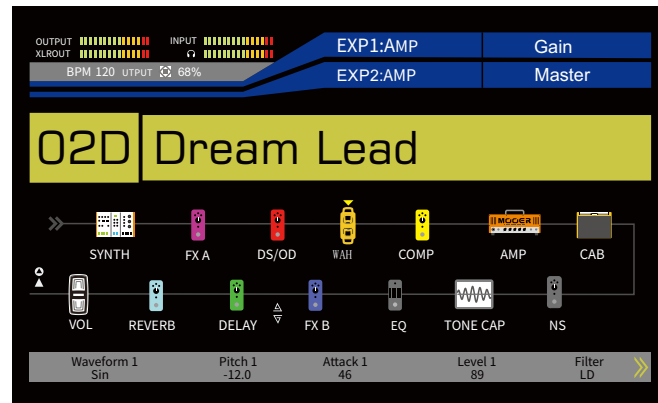 OUTPUT INPUT
XLROUT
BPM 120 UTPUT 68%
EXP1:AMP Gain
EXP2:AMP Master
02D Dream Lead
MOOER
SYNTH FX A DS/OD WAH COMP AMP CAB
VOL REVERB DELAY FX B EQ TONE CAP NS
Waveform 1 Pitch 1 Attack 1 Level 1 Filter
Sin -12.0 46 89 LD